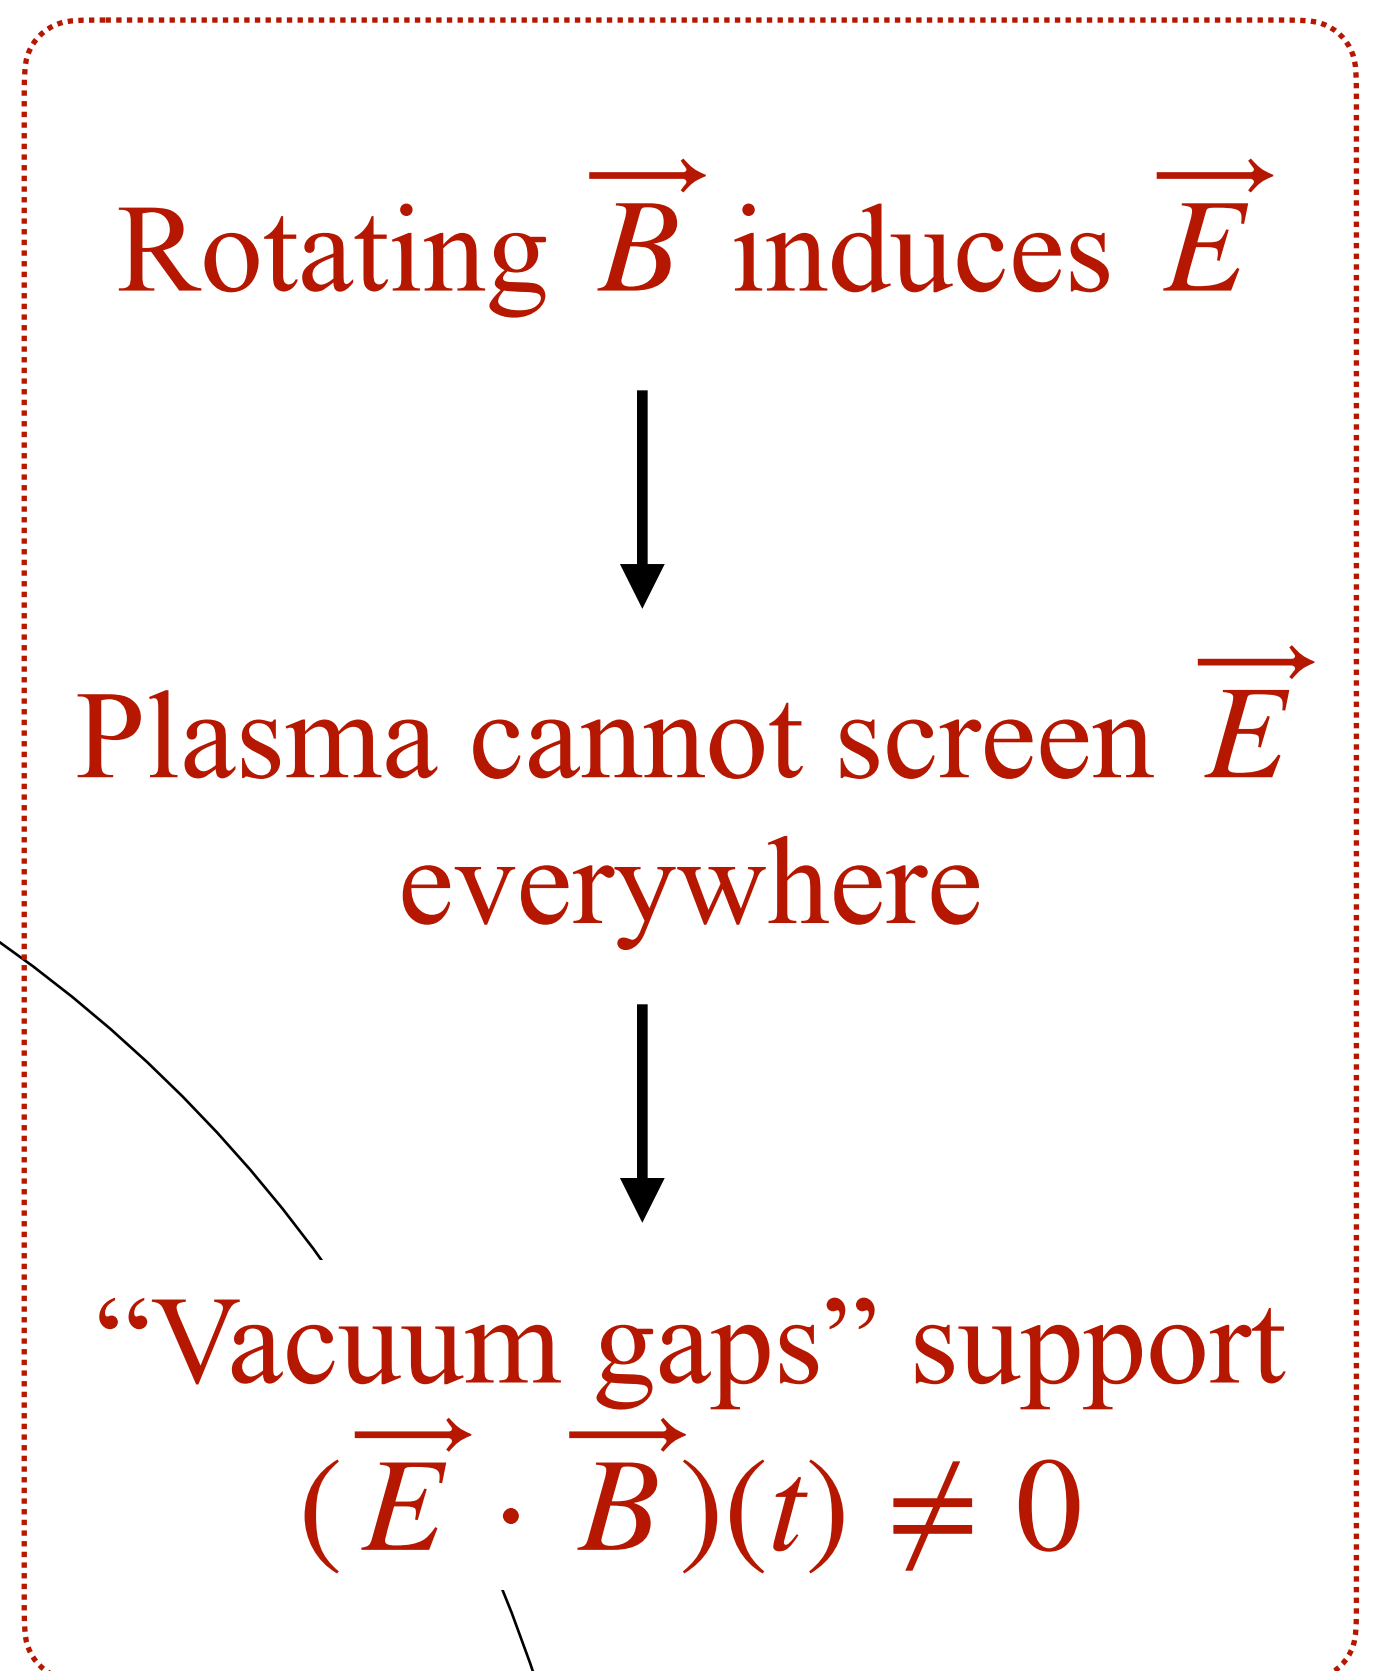 Rotating $\overrightarrow{B}$ induces $\overrightarrow{E}$
Plasma cannot screen $\overrightarrow{E}$
everywhere
“Vacuum gaps” support
$(\overrightarrow{E} \cdot \overrightarrow{B})(t) \neq 0$